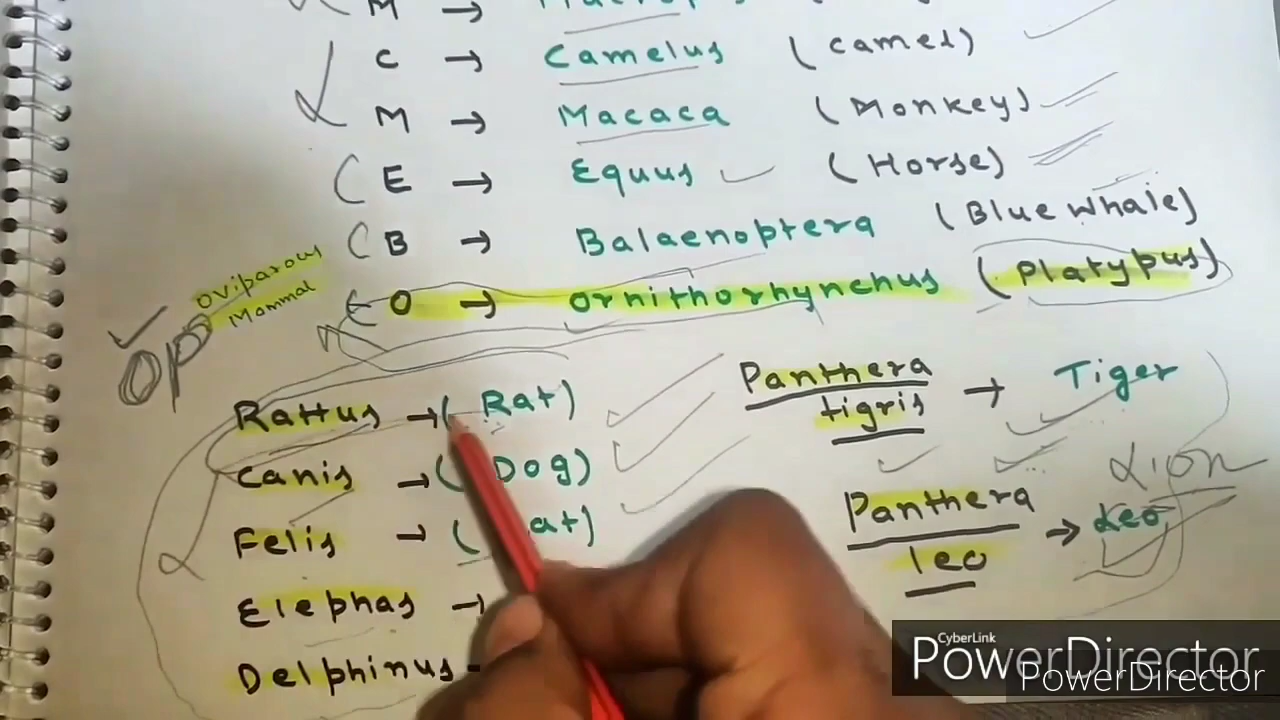 M →
C → Camelus (Camel)
M → Macaca (Monkey)
E → Equus (Horse)
B → Balaenoptera (Blue Whale)
O → Ornithorhynchus (Platypus)
Oviparous
Mammal
OP
Rattus → (Rat)
Canis → (Dog)
Felis → (
Elephas →
Delphinus
Panthera
tigris → Tiger
Lion
Panthera
leo → Leo
CyberLink
PowerDirector
PowerDirector